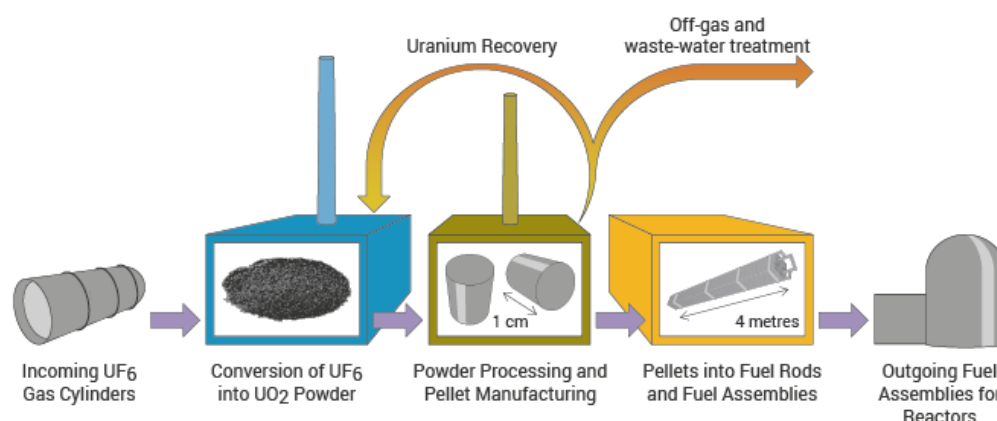 Off-gas and
waste-water treatment
Uranium Recovery
1 cm
4 metres
Incoming UF6
Gas Cylinders
Conversion of UF6
into UO2 Powder
Powder Processing and
Pellet Manufacturing
Pellets into Fuel Rods
and Fuel Assemblies
Outgoing Fuel
Assemblies for
Reactors